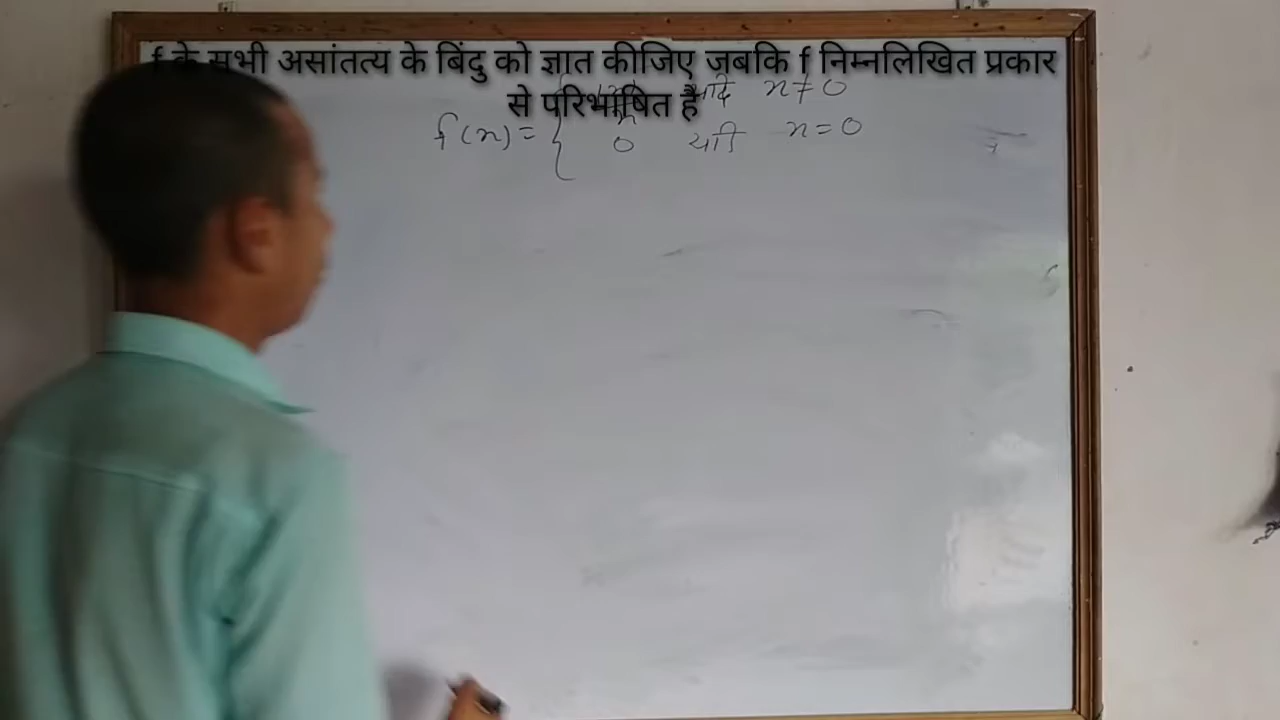 f के सभी असांतत्य के बिंदु को ज्ञात कीजिए जबकि f निम्नलिखित प्रकार
से परिभाषित है
|x|/x यदि x ≠ 0
f(x) = {
0 यदि x = 0